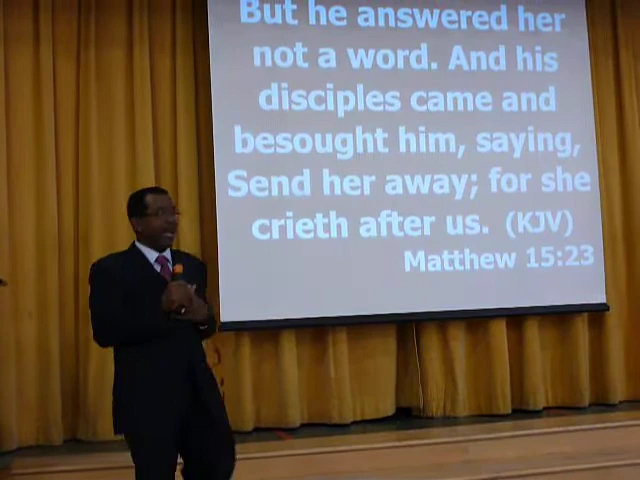 But he answered her
not a word. And his
disciples came and
besought him, saying,
Send her away; for she
crieth after us. (KJV)
Matthew 15:23